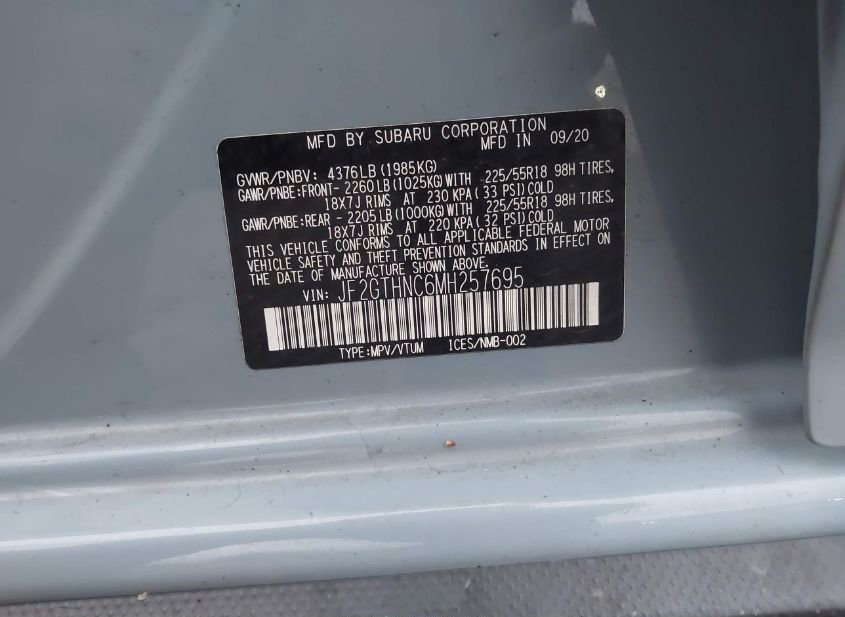 MFD BY SUBARU CORPORATION
MFD IN 09/20
GVWR/PNBV: 4376LB(1985KG)
GAWR/PNBE:FRONT- 2260LB(1025KG)WITH 225/55R18 98H TIRES,
18X7J RIMS AT 230 KPA(33 PSI)COLD
GAWR/PNBE:REAR - 2205LB(1000KG)WITH 225/55R18 98H TIRES,
18X7J RIMS AT 220 KPA(32 PSI)COLD
THIS VEHICLE CONFORMS TO ALL APPLICABLE FEDERAL MOTOR
VEHICLE SAFETY AND THEFT PREVENTION STANDARDS IN EFFECT ON
THE DATE OF MANUFACTURE SHOWN ABOVE.
VIN: JF2GTHNC6MH257695
TYPE:MPV/VTUM ICES/NMB-002